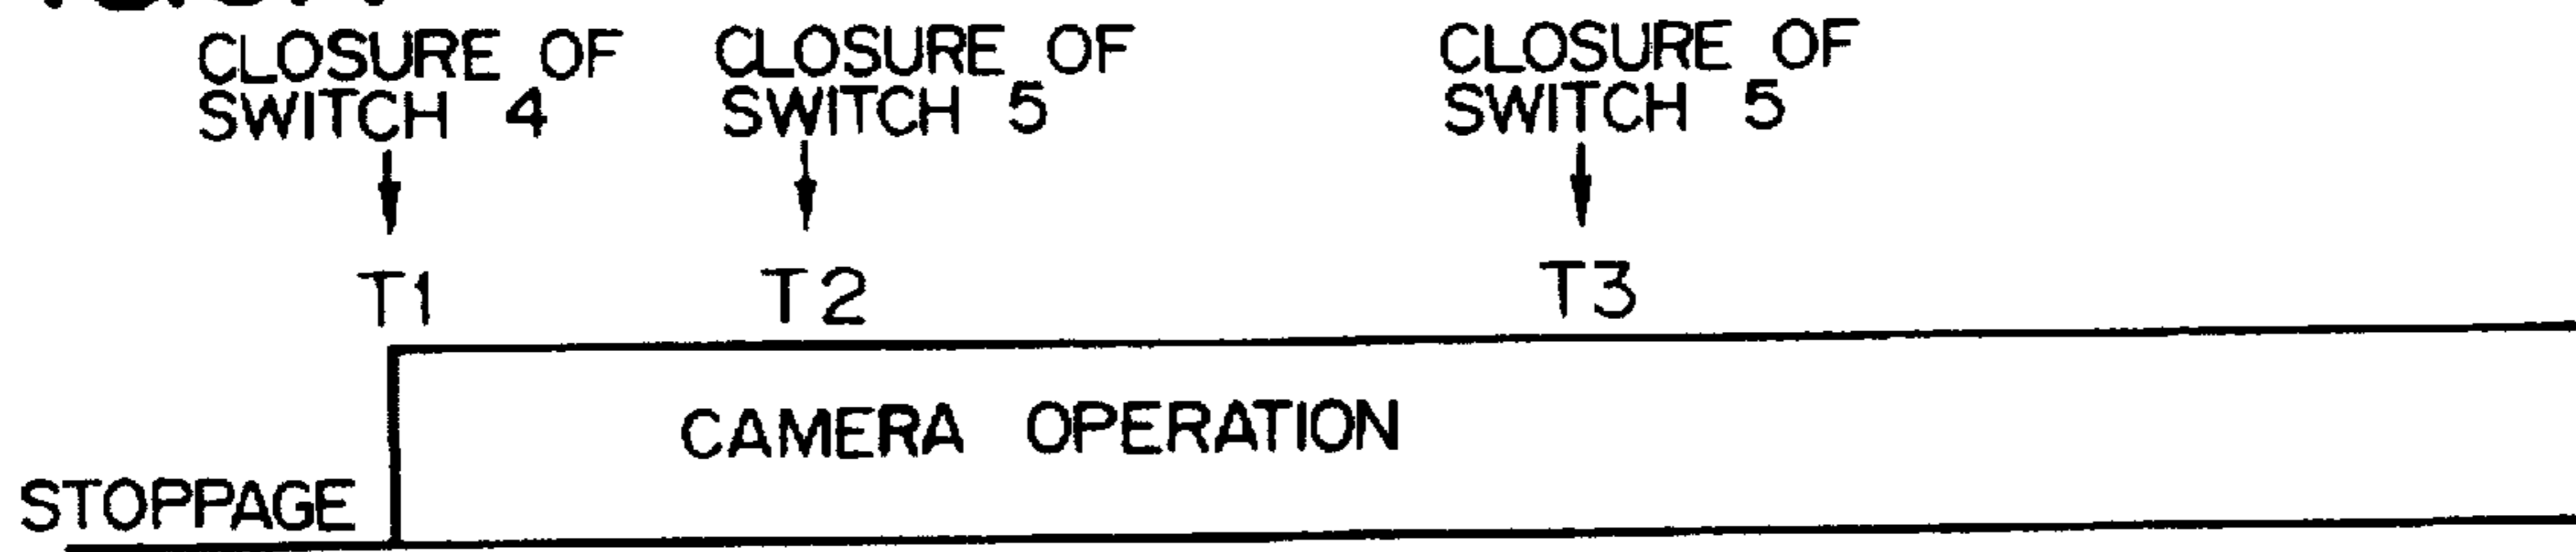 CLOSURE OF
SWITCH 4
CLOSURE OF
SWITCH 5
CLOSURE OF
SWITCH 5
T1
T2
T3
CAMERA OPERATION
STOPPAGE